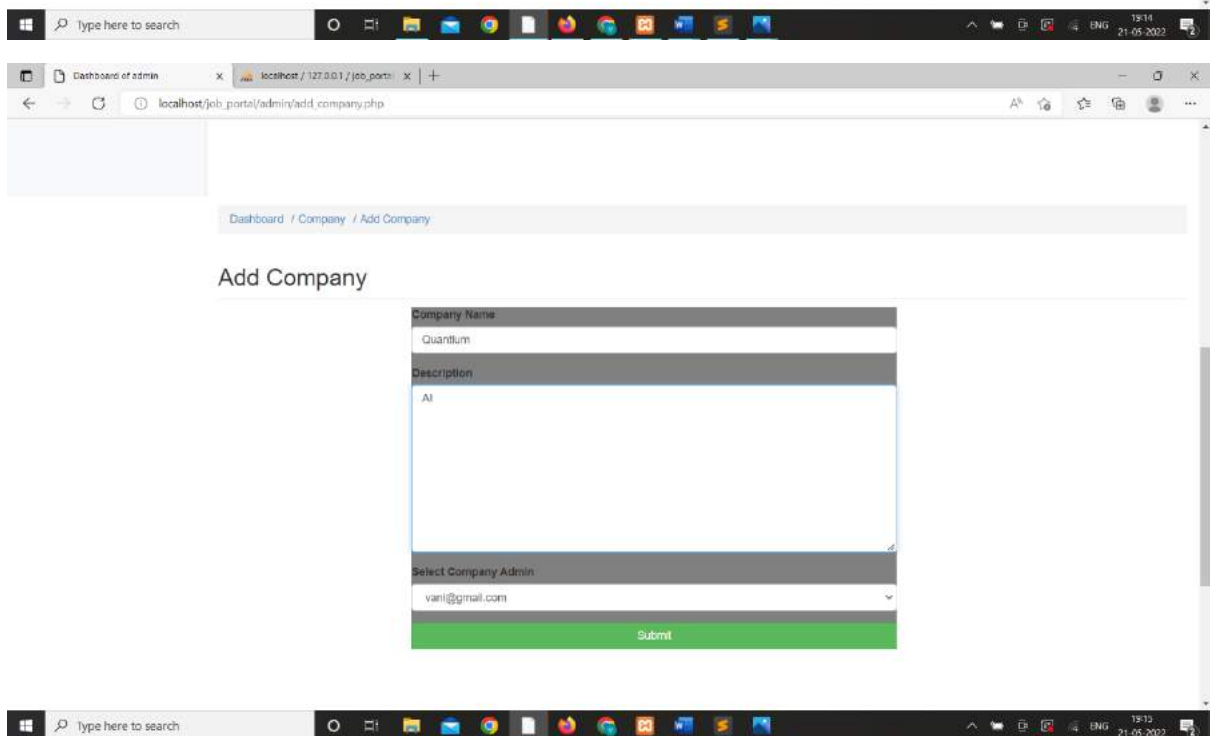 Type here to search
ENG
19:14
21-05-2022
2
Dashboard of admin
localhost / 127.0.0.1 / job_portal
localhost/job_portal/admin/add_company.php
Dashboard / Company / Add Company
Add Company
Company Name
Quantium
Description
AI
Select Company Admin
vani@gmail.com
Submit
Type here to search
ENG
19:15
21-05-2022
2